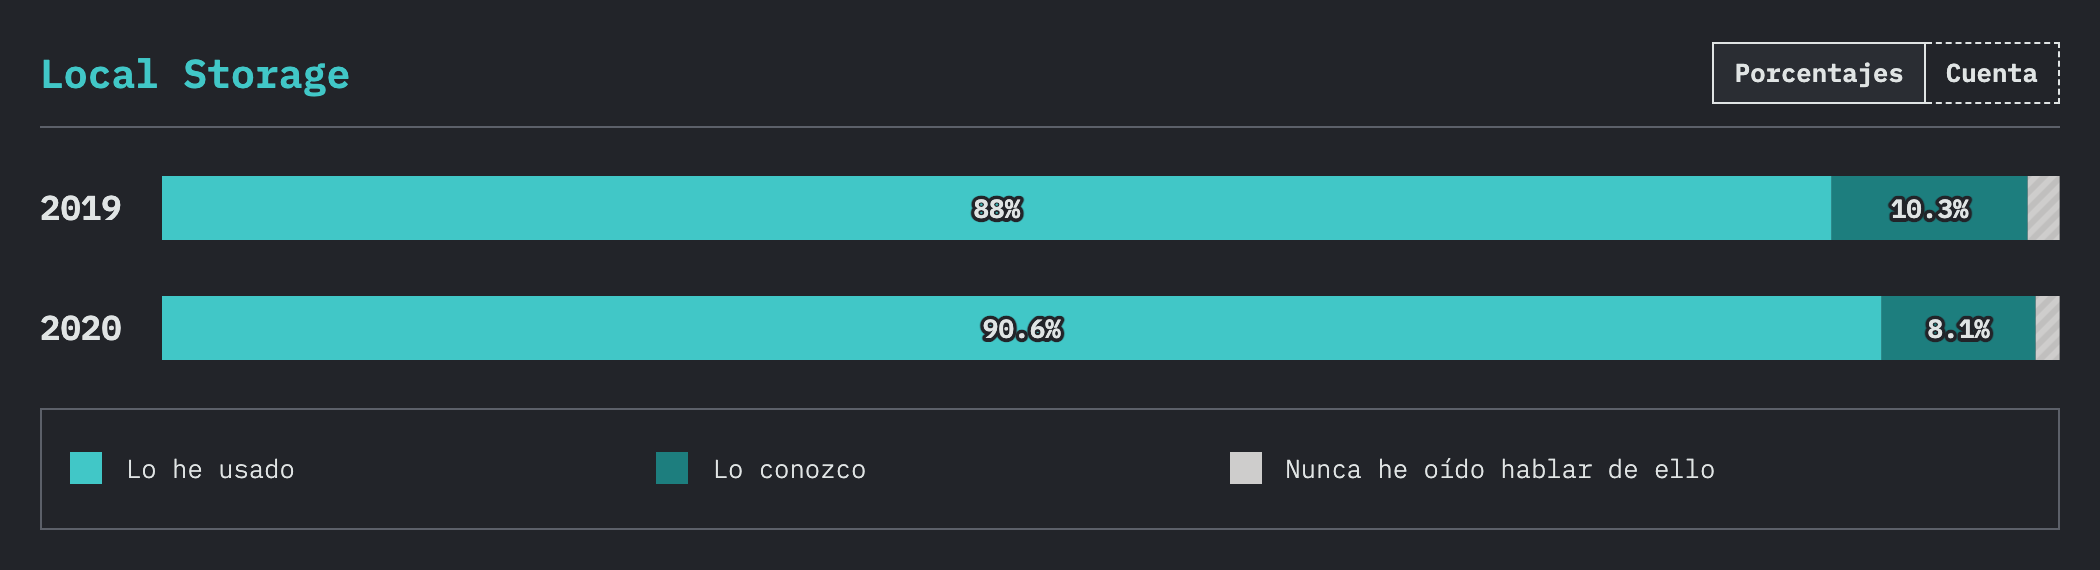 Local Storage
Porcentajes Cuenta
2019 88% 10.3%
2020 90.6% 8.1%
Lo he usado Lo conozco Nunca he oído hablar de ello